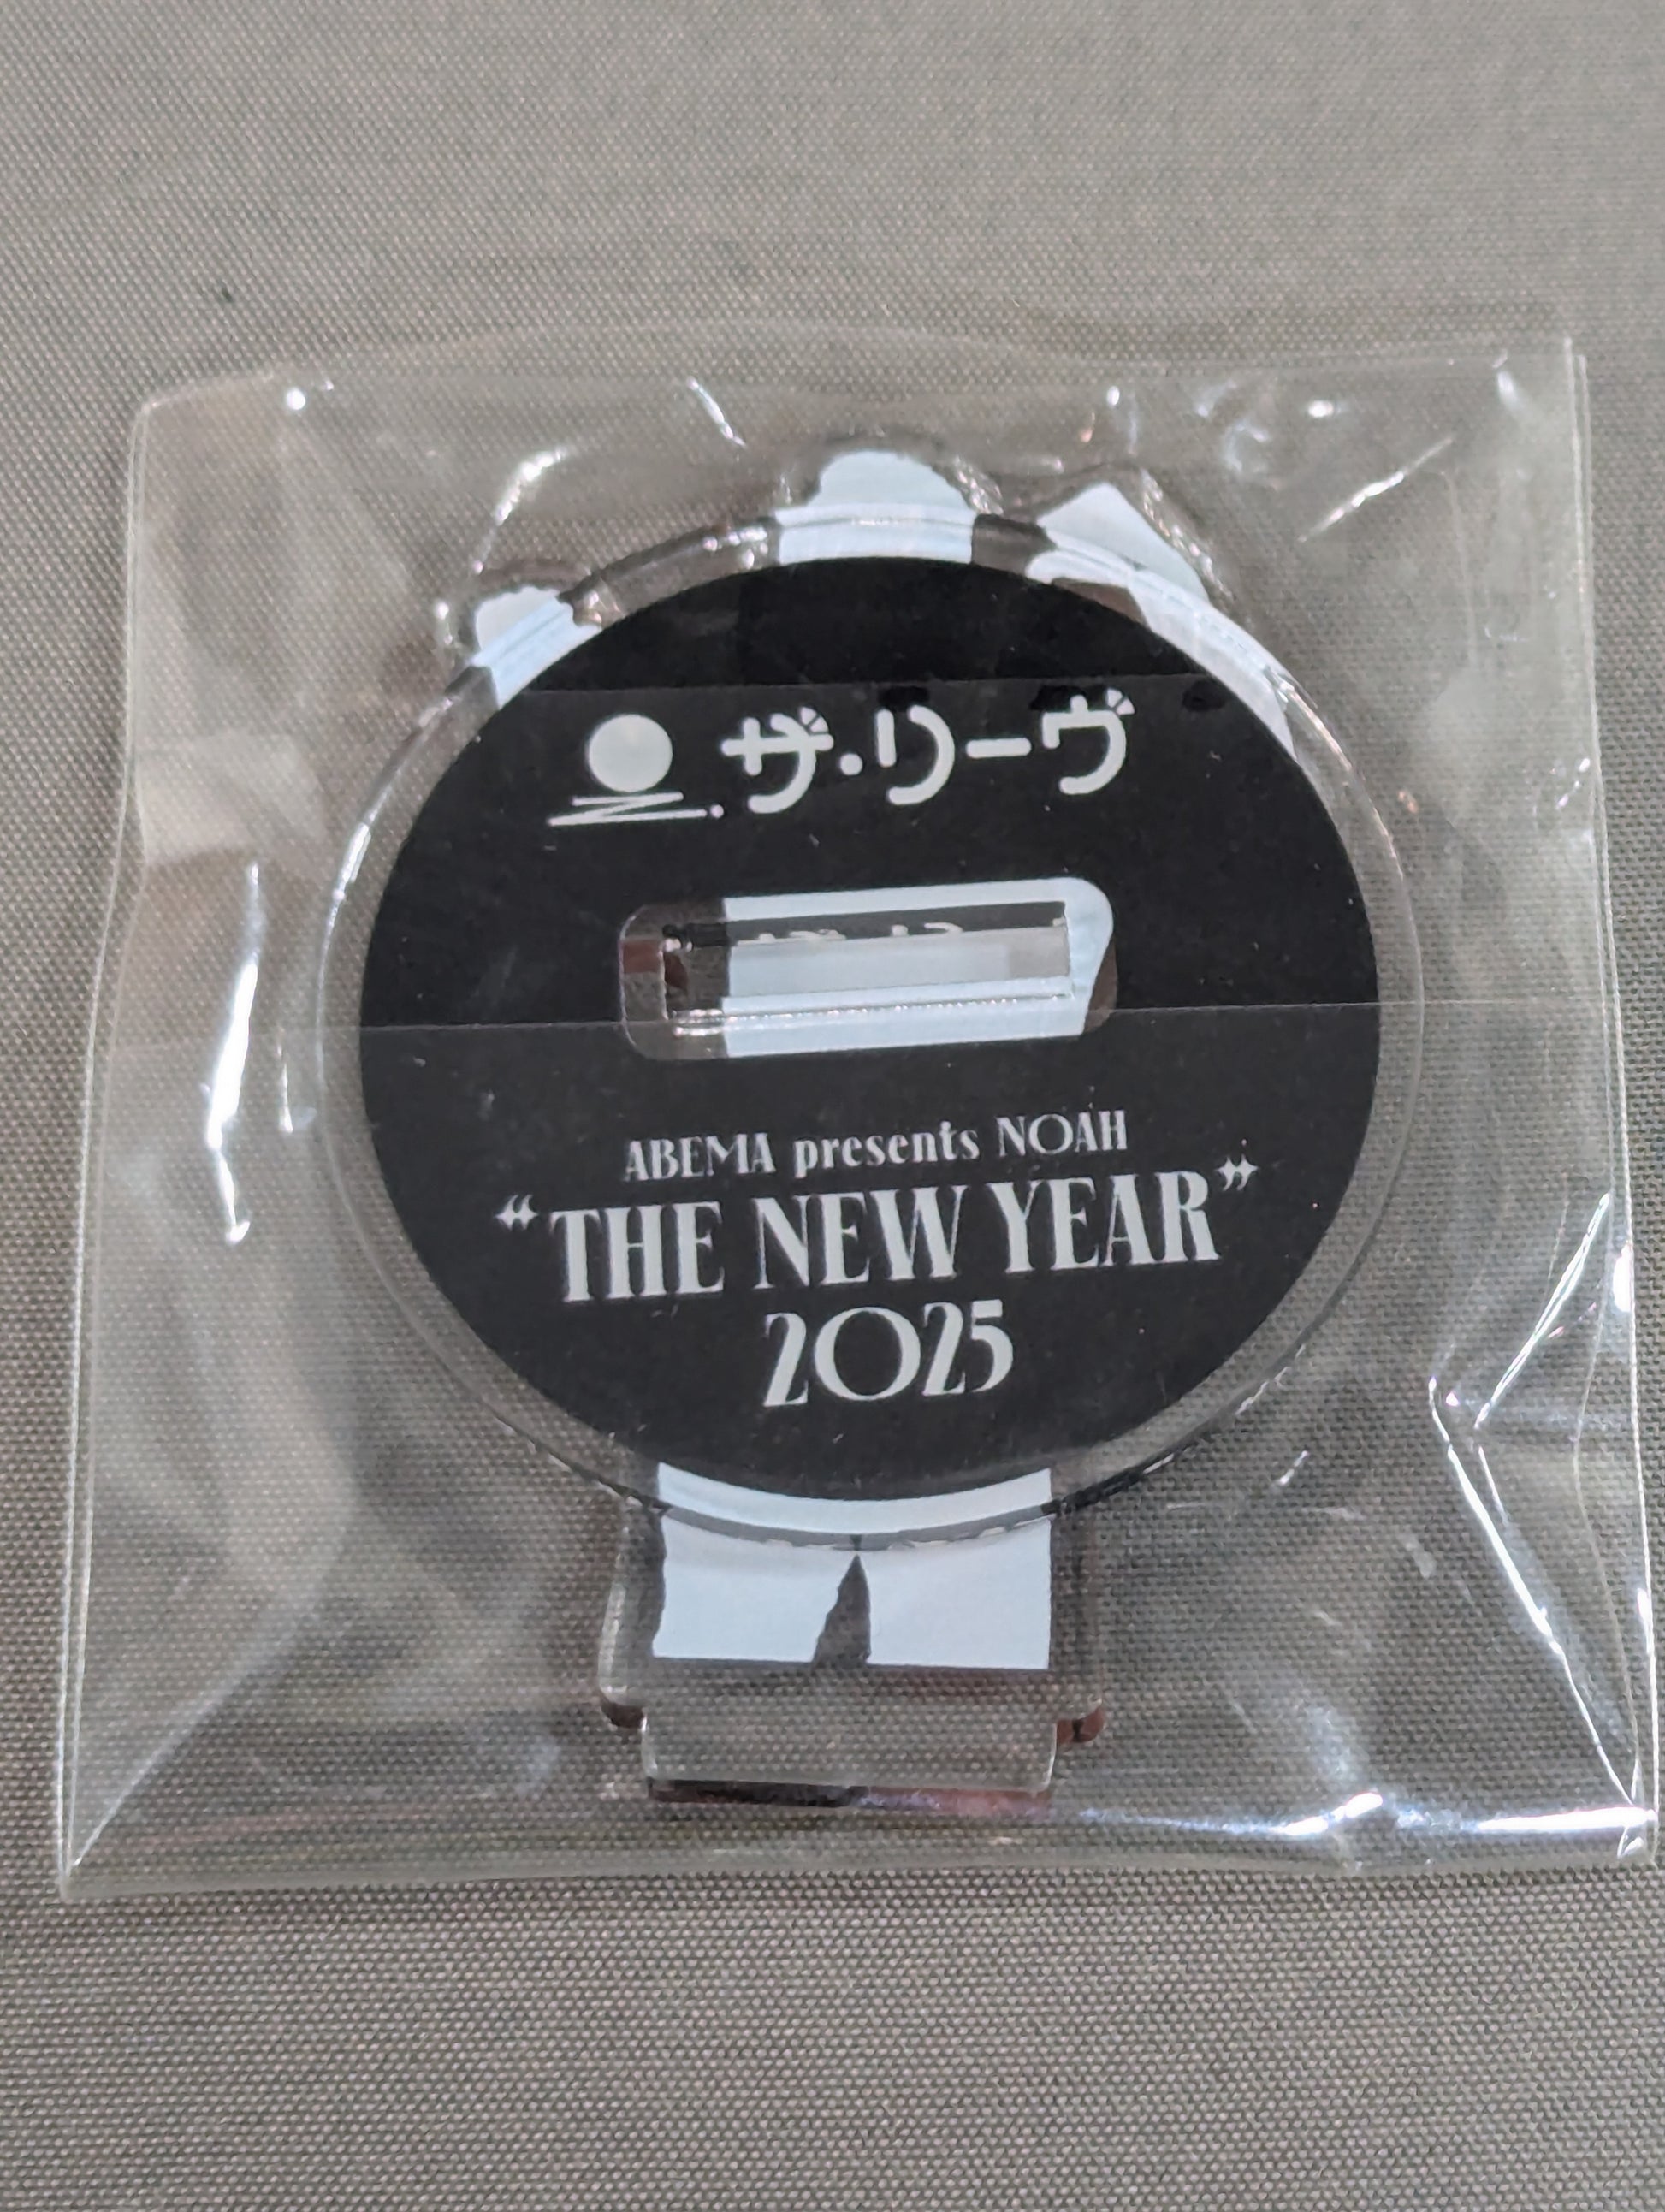 ザ・リーヴ
ABEMA presents NOAH
“THE NEW YEAR”
2025